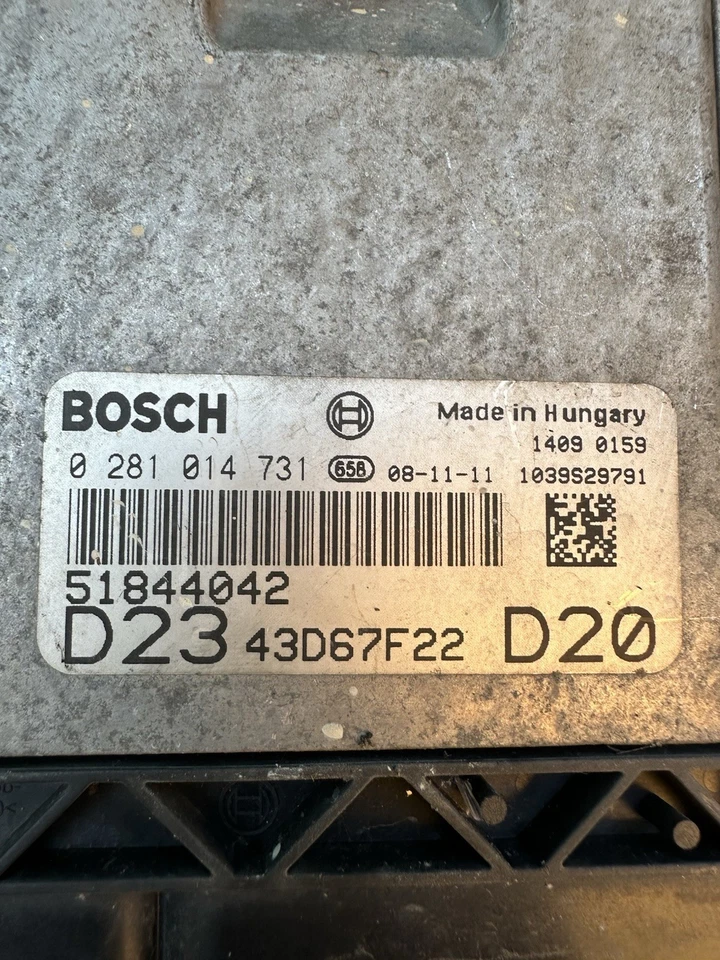 BOSCH Made in Hungary
1409 0159
0 281 014 731 658 08-11-11 1039S29791
51844042
D23 43D67F22 D20